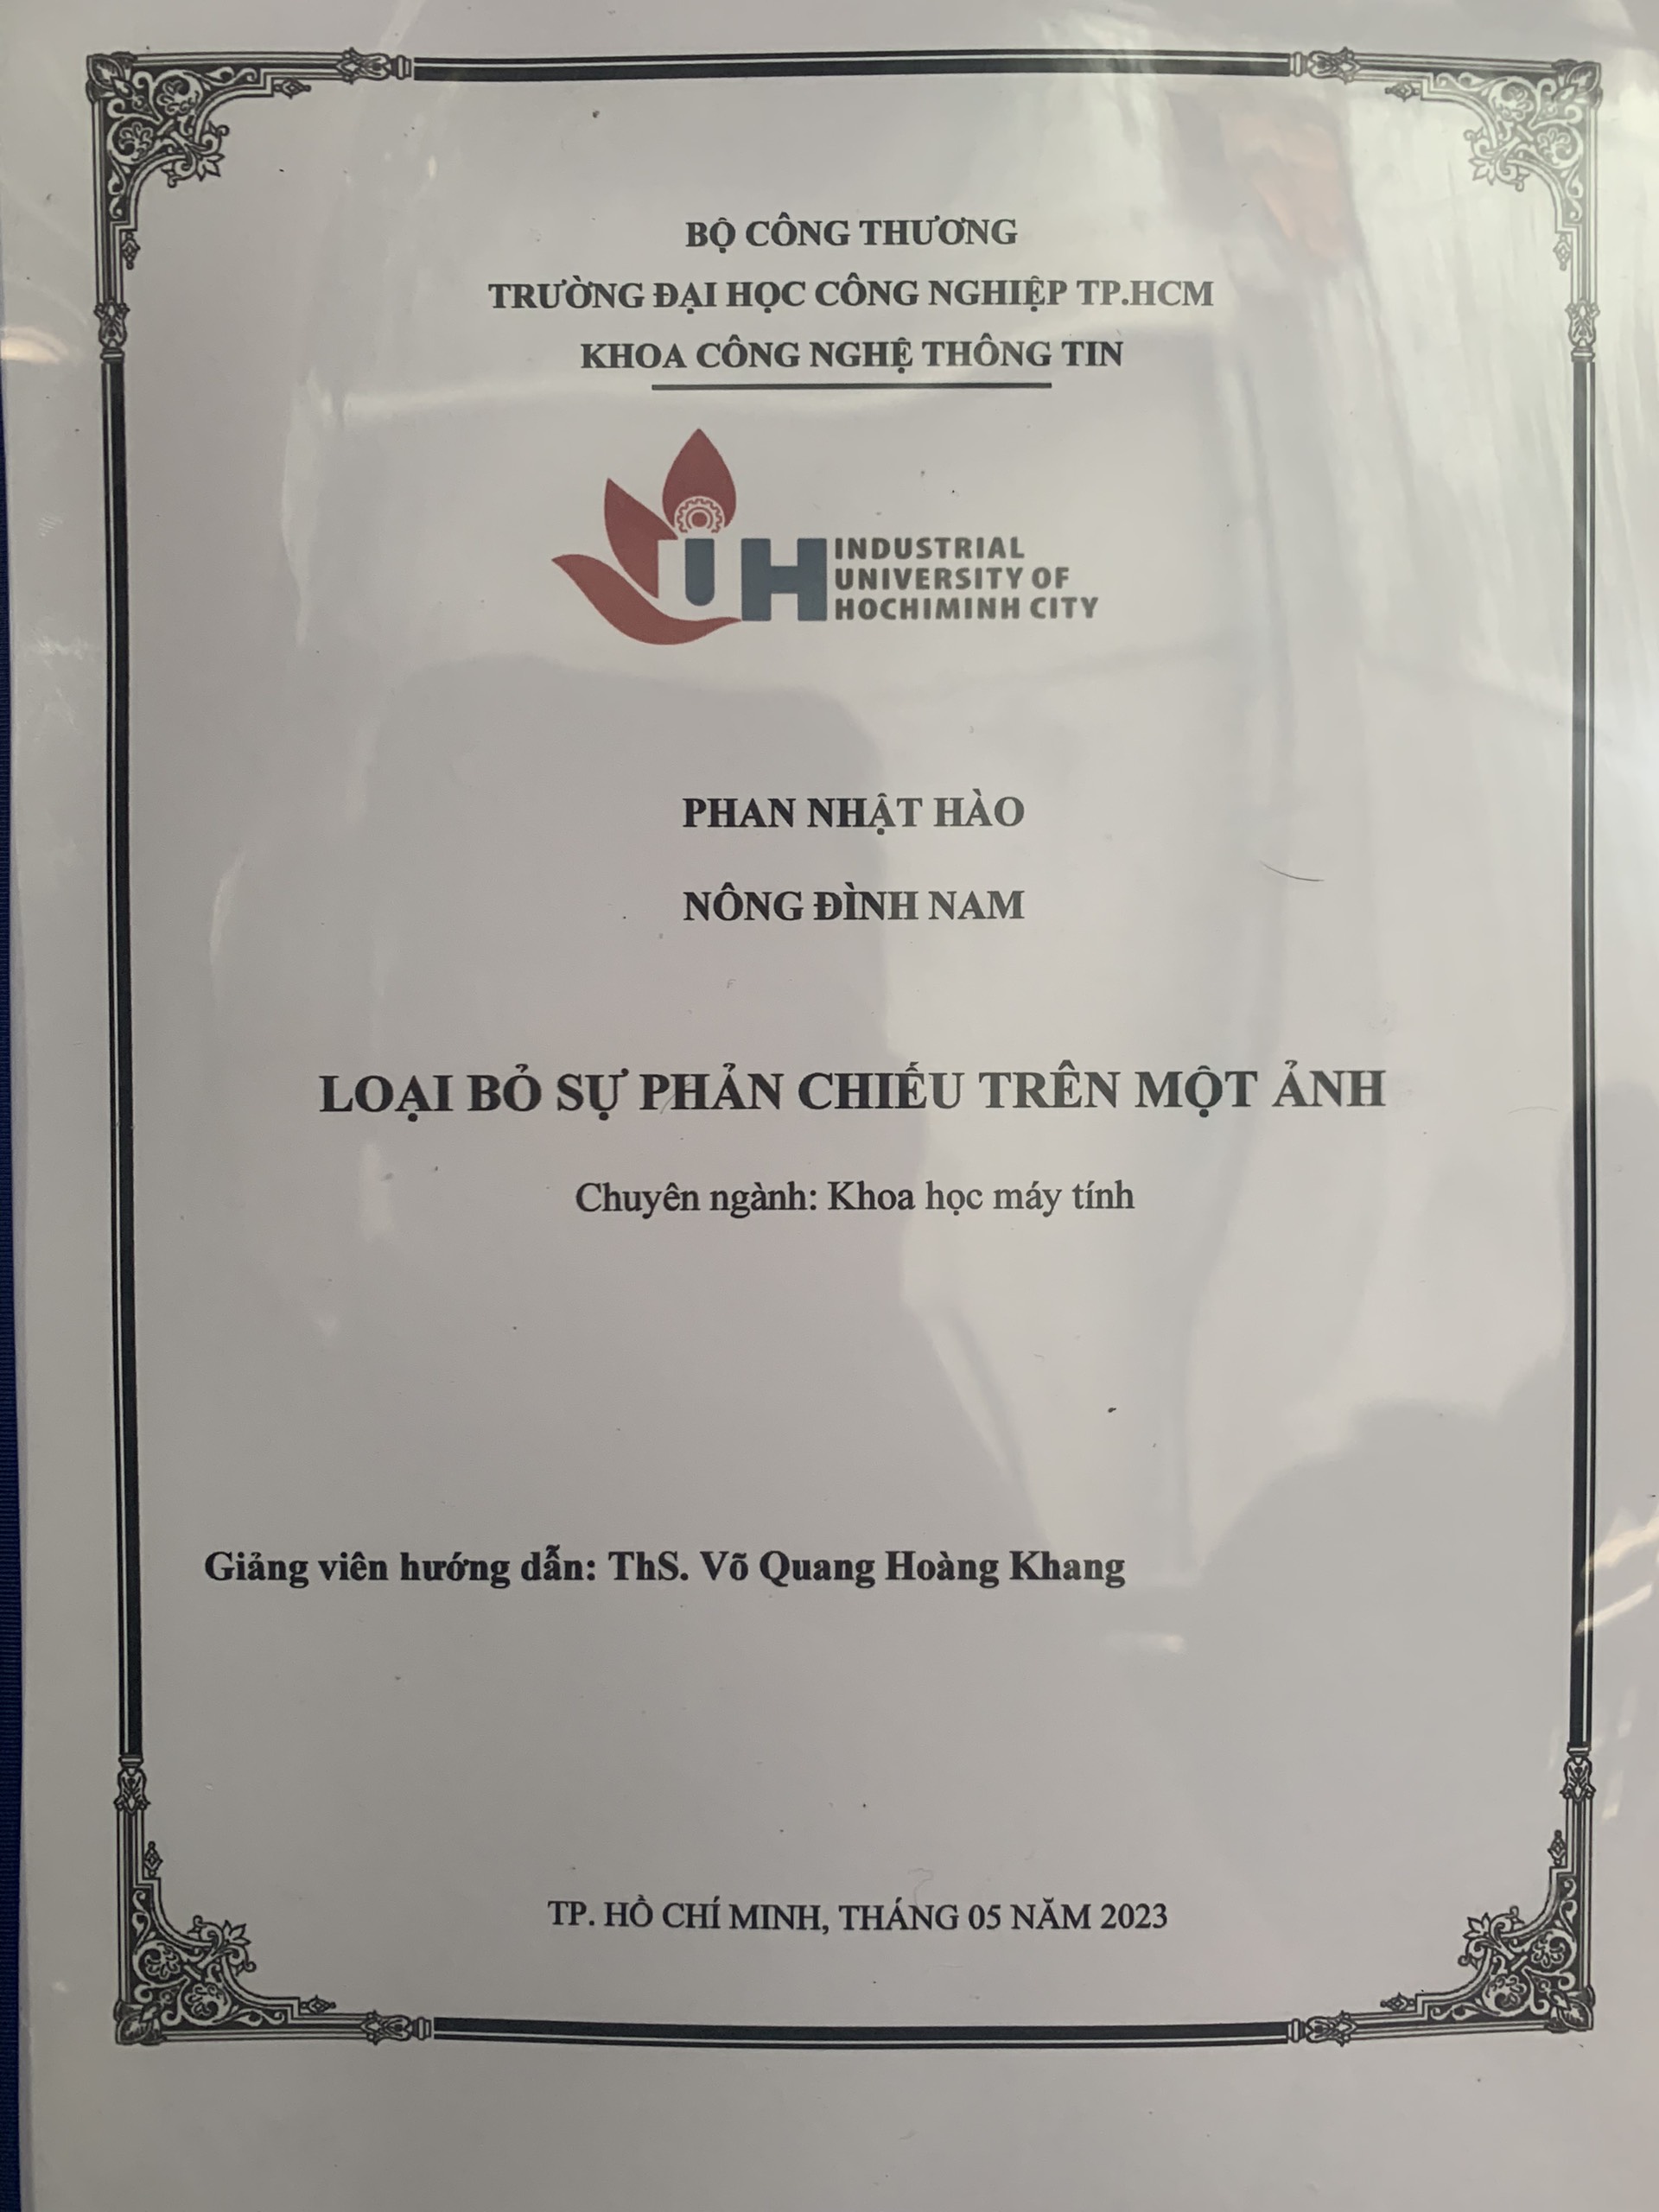 BỘ CÔNG THƯƠNG
TRƯỜNG ĐẠI HỌC CÔNG NGHIỆP TP.HCM
KHOA CÔNG NGHỆ THÔNG TIN
IUH
INDUSTRIAL
UNIVERSITY OF
HOCHIMINH CITY
PHAN NHẬT HÀO
NÔNG ĐÌNH NAM
LOẠI BỎ SỰ PHẢN CHIẾU TRÊN MỘT ẢNH
Chuyên ngành: Khoa học máy tính
Giảng viên hướng dẫn: ThS. Võ Quang Hoàng Khang
TP. HỒ CHÍ MINH, THÁNG 05 NĂM 2023